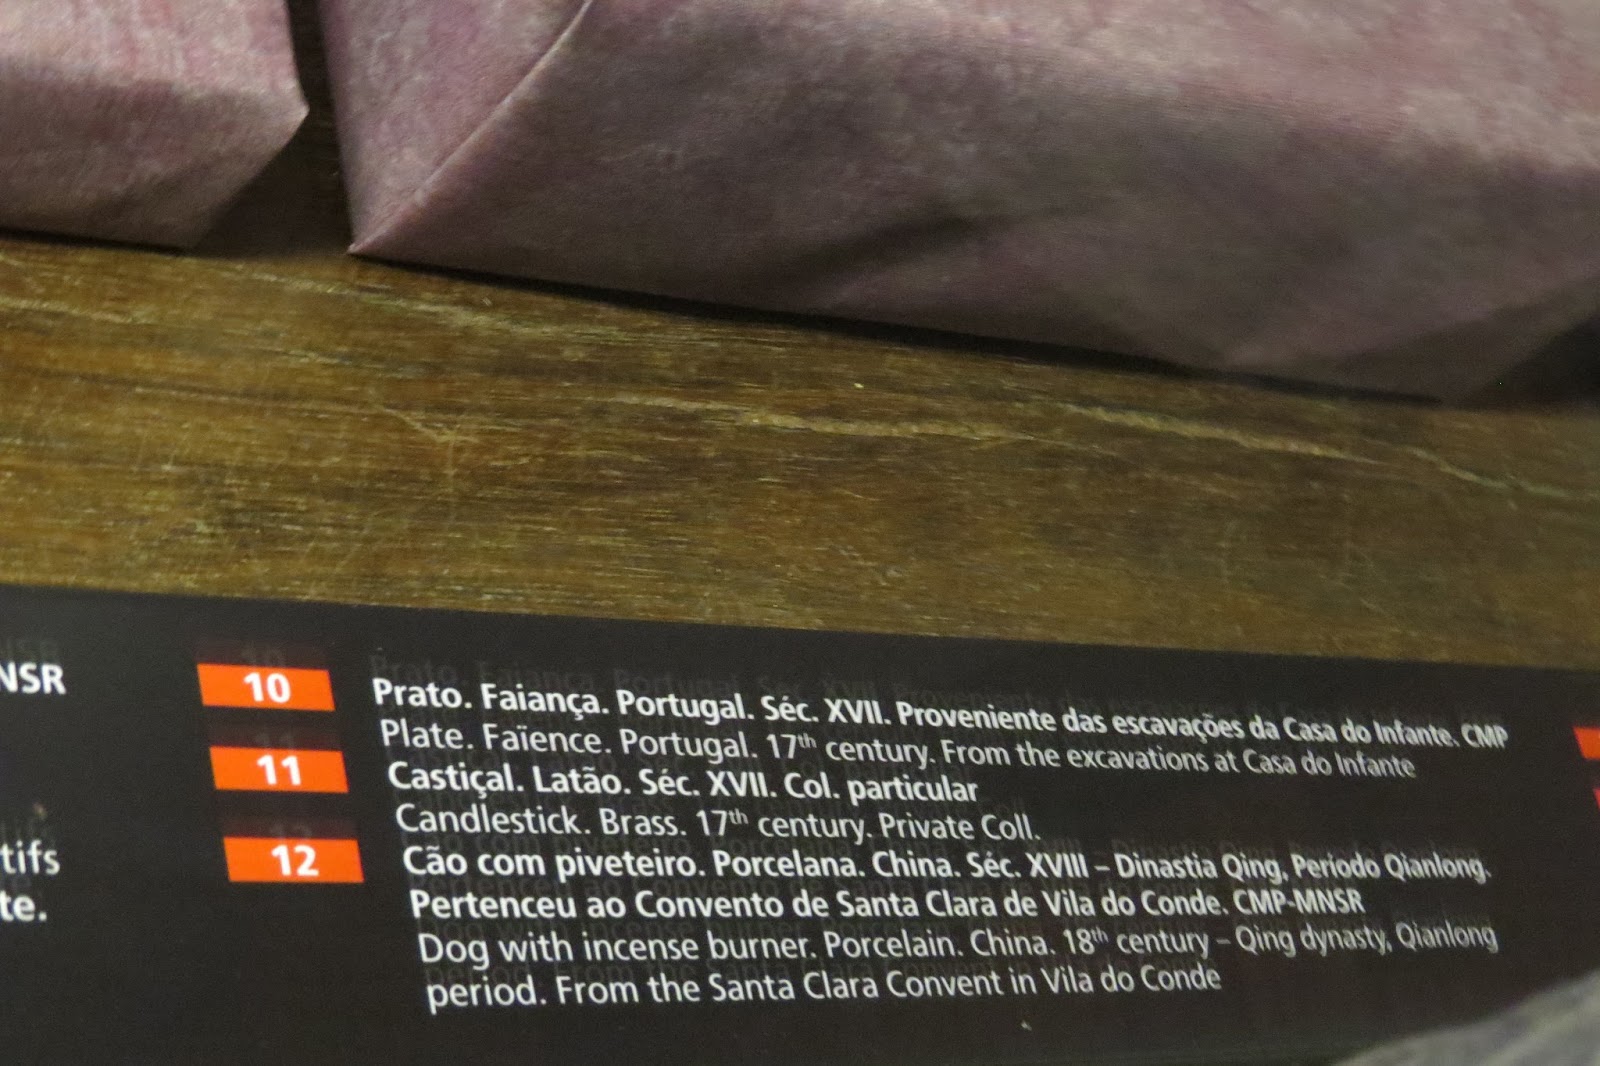 NSR
tifs
te.
10
Prato. Faiança. Portugal. Séc. XVII. Proveniente das escavações da Casa do Infante. CMP
Plate. Faïence. Portugal. 17th century. From the excavations at Casa do Infante
11
Castiçal. Latão. Séc. XVII. Col. particular
Candlestick. Brass. 17th century. Private Coll.
12
Cão com piveteiro. Porcelana. China. Séc. XVIII – Dinastia Qing, Período Qianlong.
Pertenceu ao Convento de Santa Clara de Vila do Conde. CMP-MNSR
Dog with incense burner. Porcelain. China. 18th century – Qing dynasty, Qianlong
period. From the Santa Clara Convent in Vila do Conde